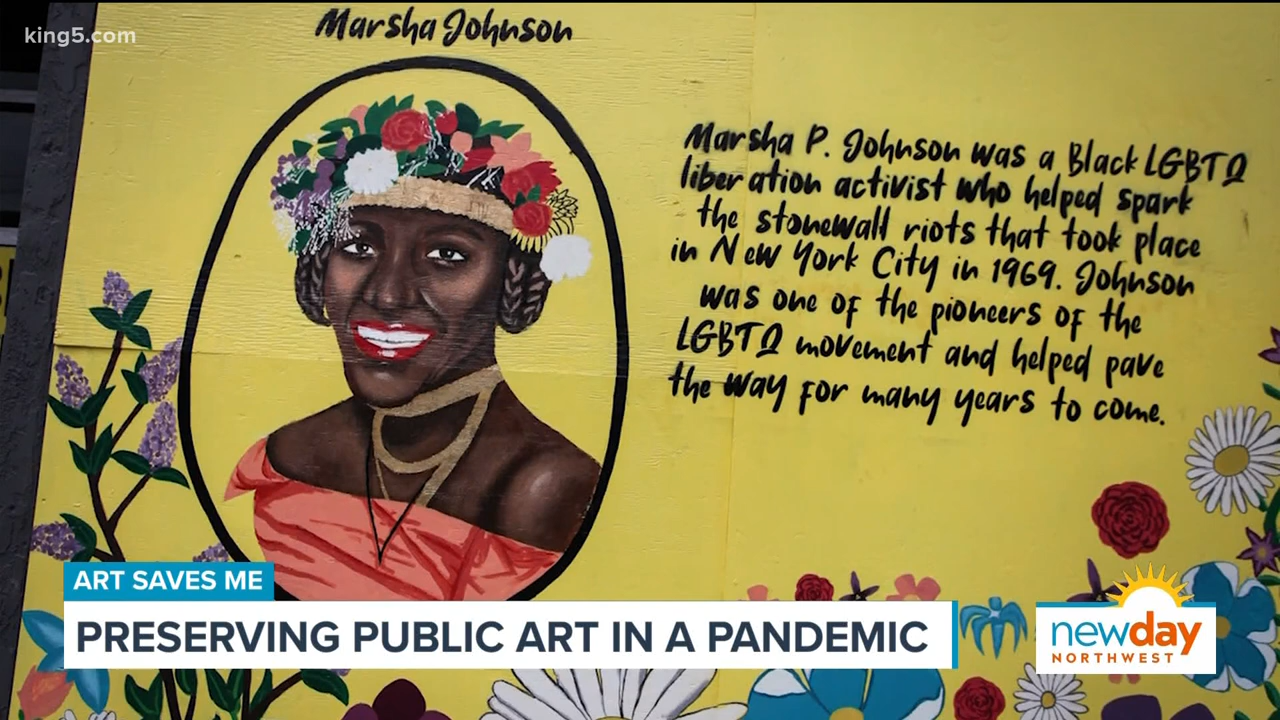 king5.com
Marsha Johnson
Marsha P. Johnson was a Black LGBTQ
liberation activist who helped spark
the stonewall riots that took place
in New York City in 1969. Johnson
was one of the pioneers of the
LGBTQ movement and helped pave
the way for many years to come.
ART SAVES ME
PRESERVING PUBLIC ART IN A PANDEMIC
newday
NORTHWEST
king5